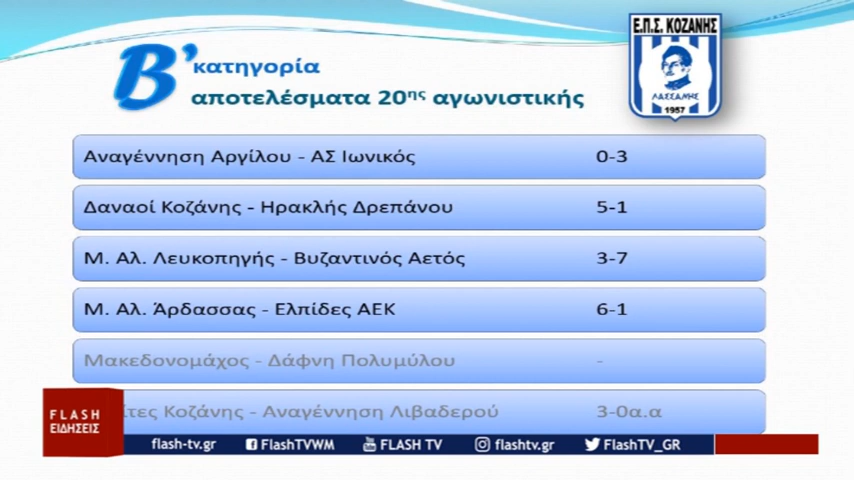 Ε.Π.Σ. ΚΟΖΑΝΗΣ
ΛΑΣΣΑΝΗΣ
1957
Β' κατηγορία
αποτελέσματα 20ης αγωνιστικής
Αναγέννηση Αργίλου - ΑΣ Ιωνικός 0-3
Δαναοί Κοζάνης - Ηρακλής Δρεπάνου 5-1
Μ. Αλ. Λευκοπηγής - Βυζαντινός Αετός 3-7
Μ. Αλ. Άρδασσας - Ελπίδες ΑΕΚ 6-1
Μακεδονομάχος - Δάφνη Πολυμύλου -
Κοζάνης - Αναγέννηση Λιβαδερού 3-0α.α
FLASH
ΕΙΔΗΣΕΙΣ
flash-tv.gr FlashTVWM FLASH TV flashtv.gr FlashTV_GR